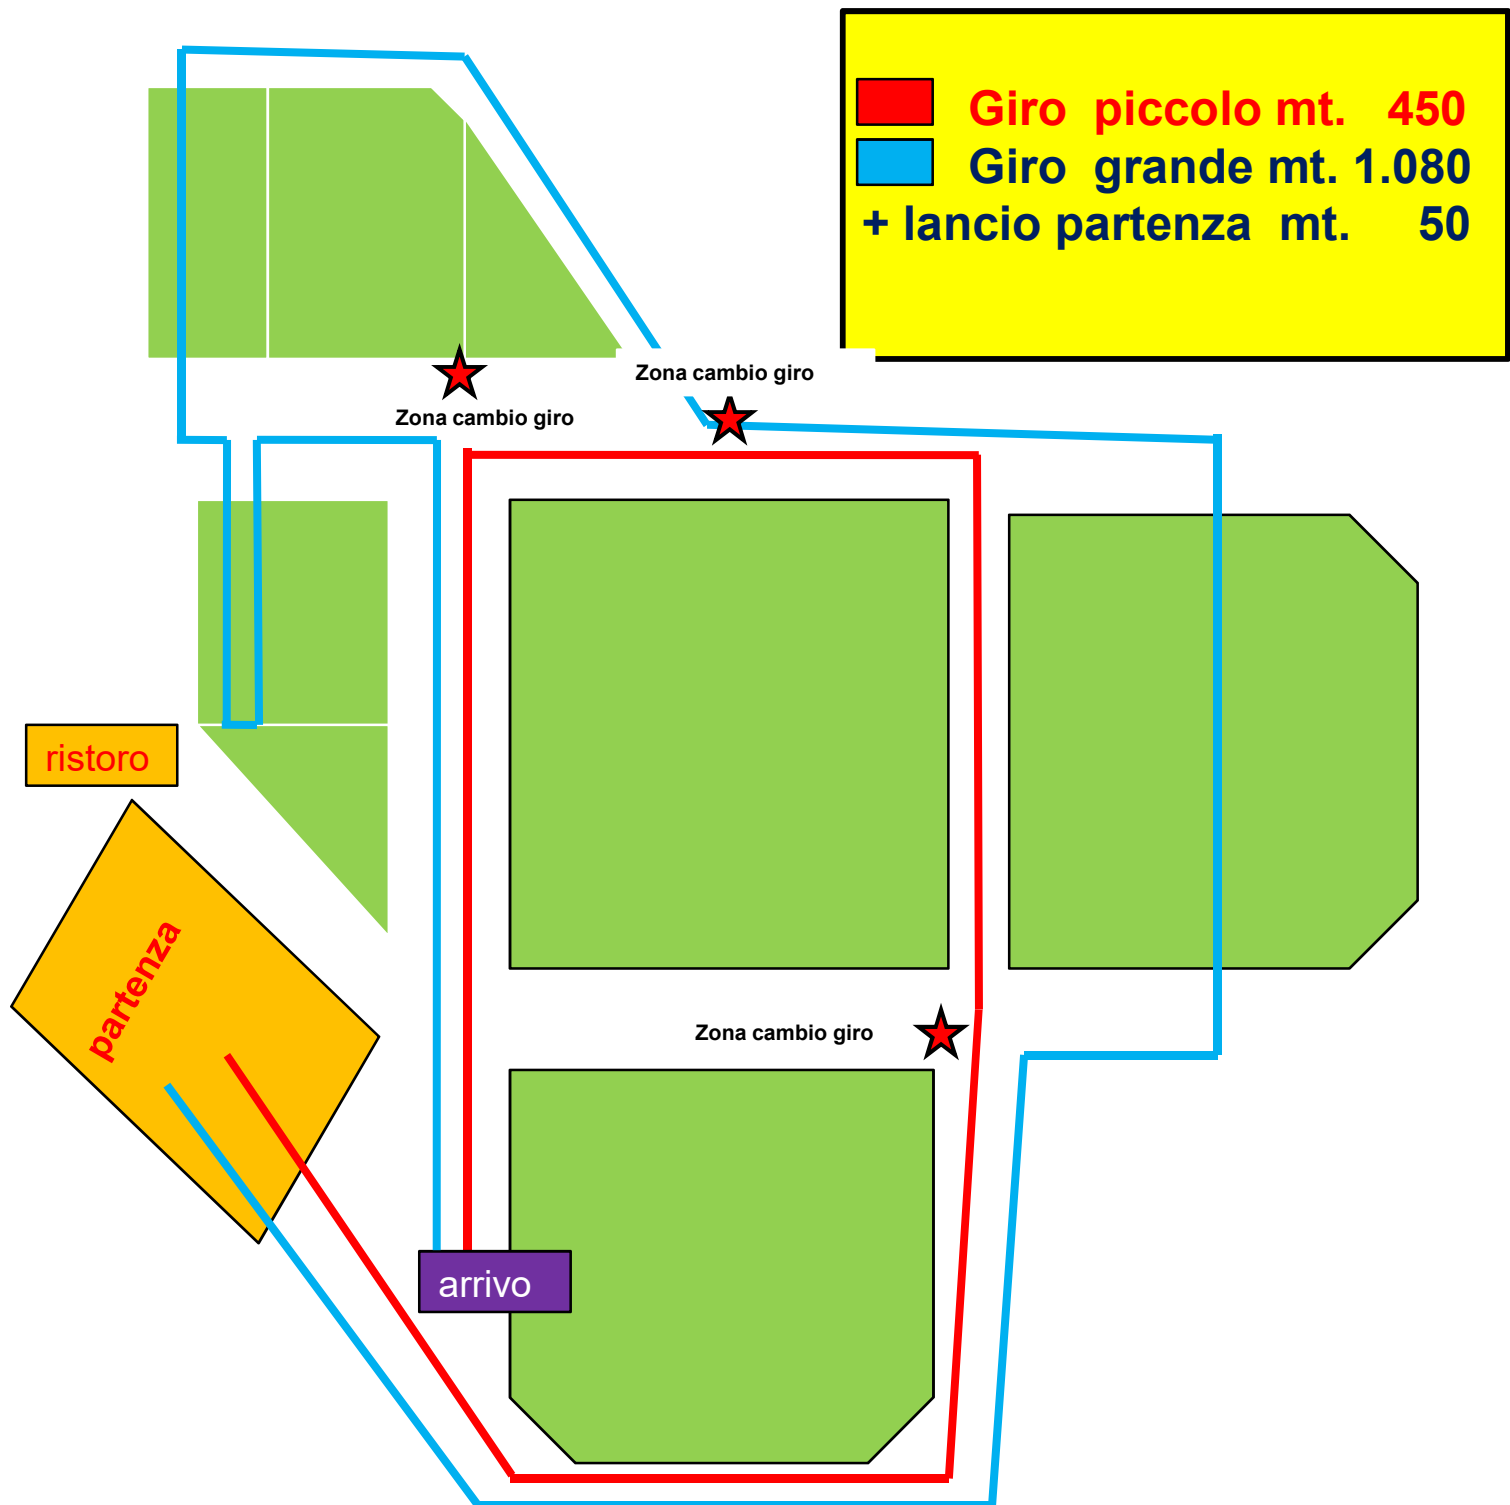 Giro piccolo mt. 450
Giro grande mt. 1.080
+ lancio partenza mt. 50
Zona cambio giro
Zona cambio giro
ristoro
partenza
Zona cambio giro
arrivo